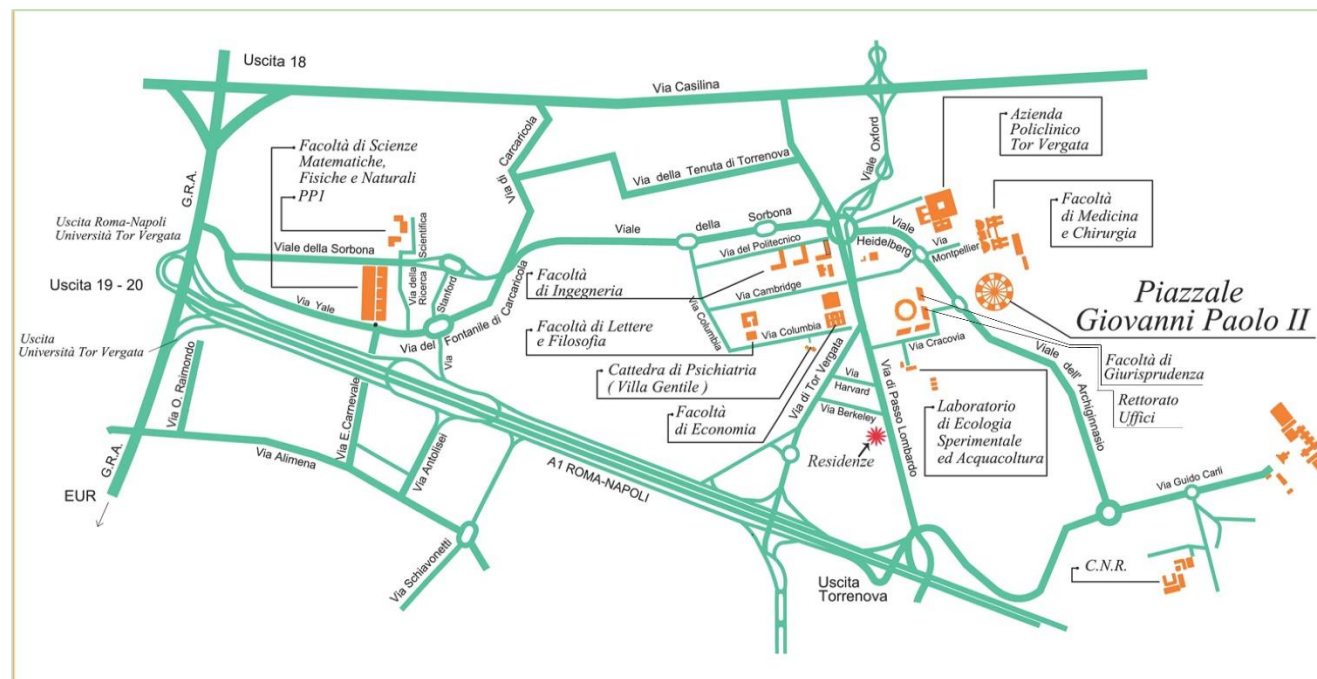 Uscita 18
Via Casilina
G.R.A.
Facoltà di Scienze
Matematiche,
Fisiche e Naturali
PPI
Via di Carcaricola
Via della Tenuta di Torrenova
Viale Oxford
Azienda
Policlinico
Tor Vergata
Facoltà
di Medicina
e Chirurgia
Uscita Roma-Napoli
Università Tor Vergata
Viale della Sorbona
Via della
Ricerca
Scientifica
Viale della Sorbona
Viale Heidelberg
Via
Montpellier
Via del Politecnico
Uscita 19 - 20
Via Yale
Via Stanford
Via del Fontanile di Carcaricola
Facoltà
di Ingegneria
Via Cambridge
Via Columbia
Via Columbia
Piazzale
Giovanni Paolo II
Uscita
Università Tor Vergata
Facoltà di Lettere
e Filosofia
Via Cracovia
Viale dell' Archiginnasio
Facoltà di
Giurisprudenza
Rettorato
Uffici
Cattedra di Psichiatria
( Villa Gentile )
Via di Tor Vergata
Via
Harvard
Via Berkeley
Via di Passo Lombardo
Facoltà
di Economia
Laboratorio
di Ecologia
Sperimentale
ed Acquacoltura
Residenze
Via O. Raimondo
Via E.Carnevale
Via Antolisei
Via Alimena
G.R.A.
EUR
A1 ROMA-NAPOLI
Via Schiavonetti
Via Guido Carli
Uscita
Torrenova
C.N.R.